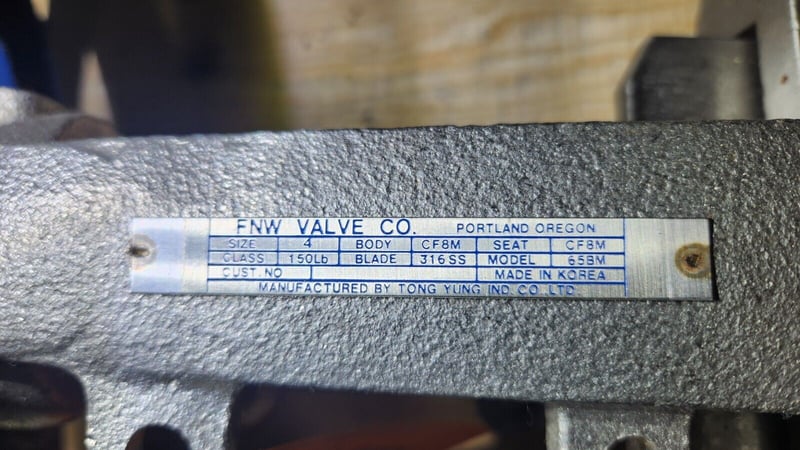 FNW VALVE CO. PORTLAND OREGON
SIZE 4 BODY CF8M SEAT CF8M
CLASS 150Lb BLADE 316SS MODEL 65BM
CUST. NO MADE IN KOREA
MANUFACTURED BY TONG YUNG IND. CO., LTD